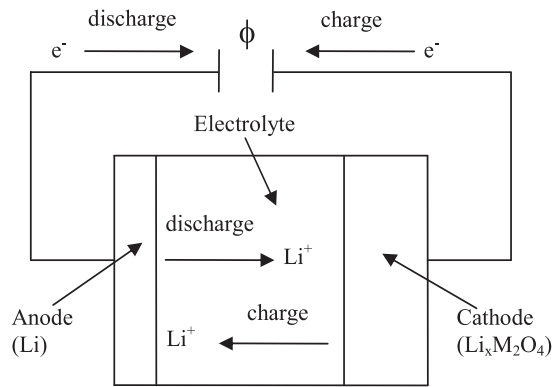 discharge
ϕ
charge
e⁻
e⁻
Electrolyte
discharge
Li⁺
charge
Li⁺
Anode
(Li)
Cathode
(LiₓM₂O₄)